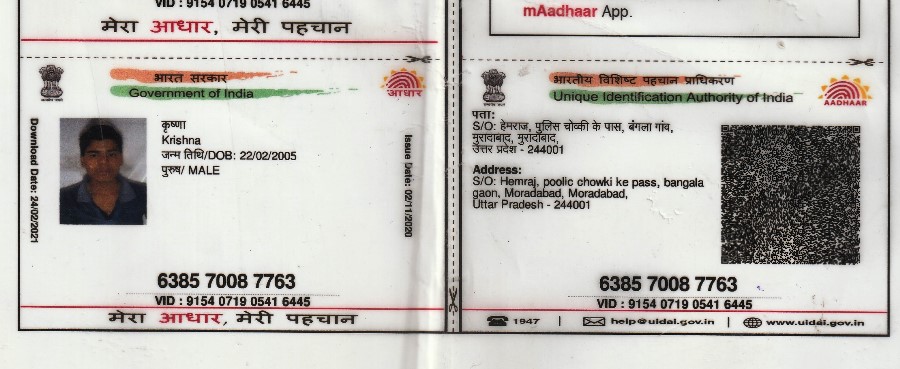 VID : 9154 0719 0541 6445
मेरा आधार, मेरी पहचान
mAadhaar App.
भारत सरकार
Government of India
आधार
Download Date: 24/02/2021
कृष्णा
Krishna
जन्म तिथि/DOB: 22/02/2005
पुरुष/ MALE
Issue Date: 02/11/2020
6385 7008 7763
VID : 9154 0719 0541 6445
मेरा आधार, मेरी पहचान
भारतीय विशिष्ट पहचान प्राधिकरण
Unique Identification Authority of India
AADHAAR
पता:
S/O: हेमराज, पुलिस चोव्की के पास, बंगला गांव,
मुरादाबाद, मुरादाबाद,
उत्तर प्रदेश - 244001
Address:
S/O: Hemraj, poolic chowki ke pass, bangala
gaon, Moradabad, Moradabad,
Uttar Pradesh - 244001
6385 7008 7763
VID : 9154 0719 0541 6445
1947 | help@uidai.gov.in | www.uidai.gov.in